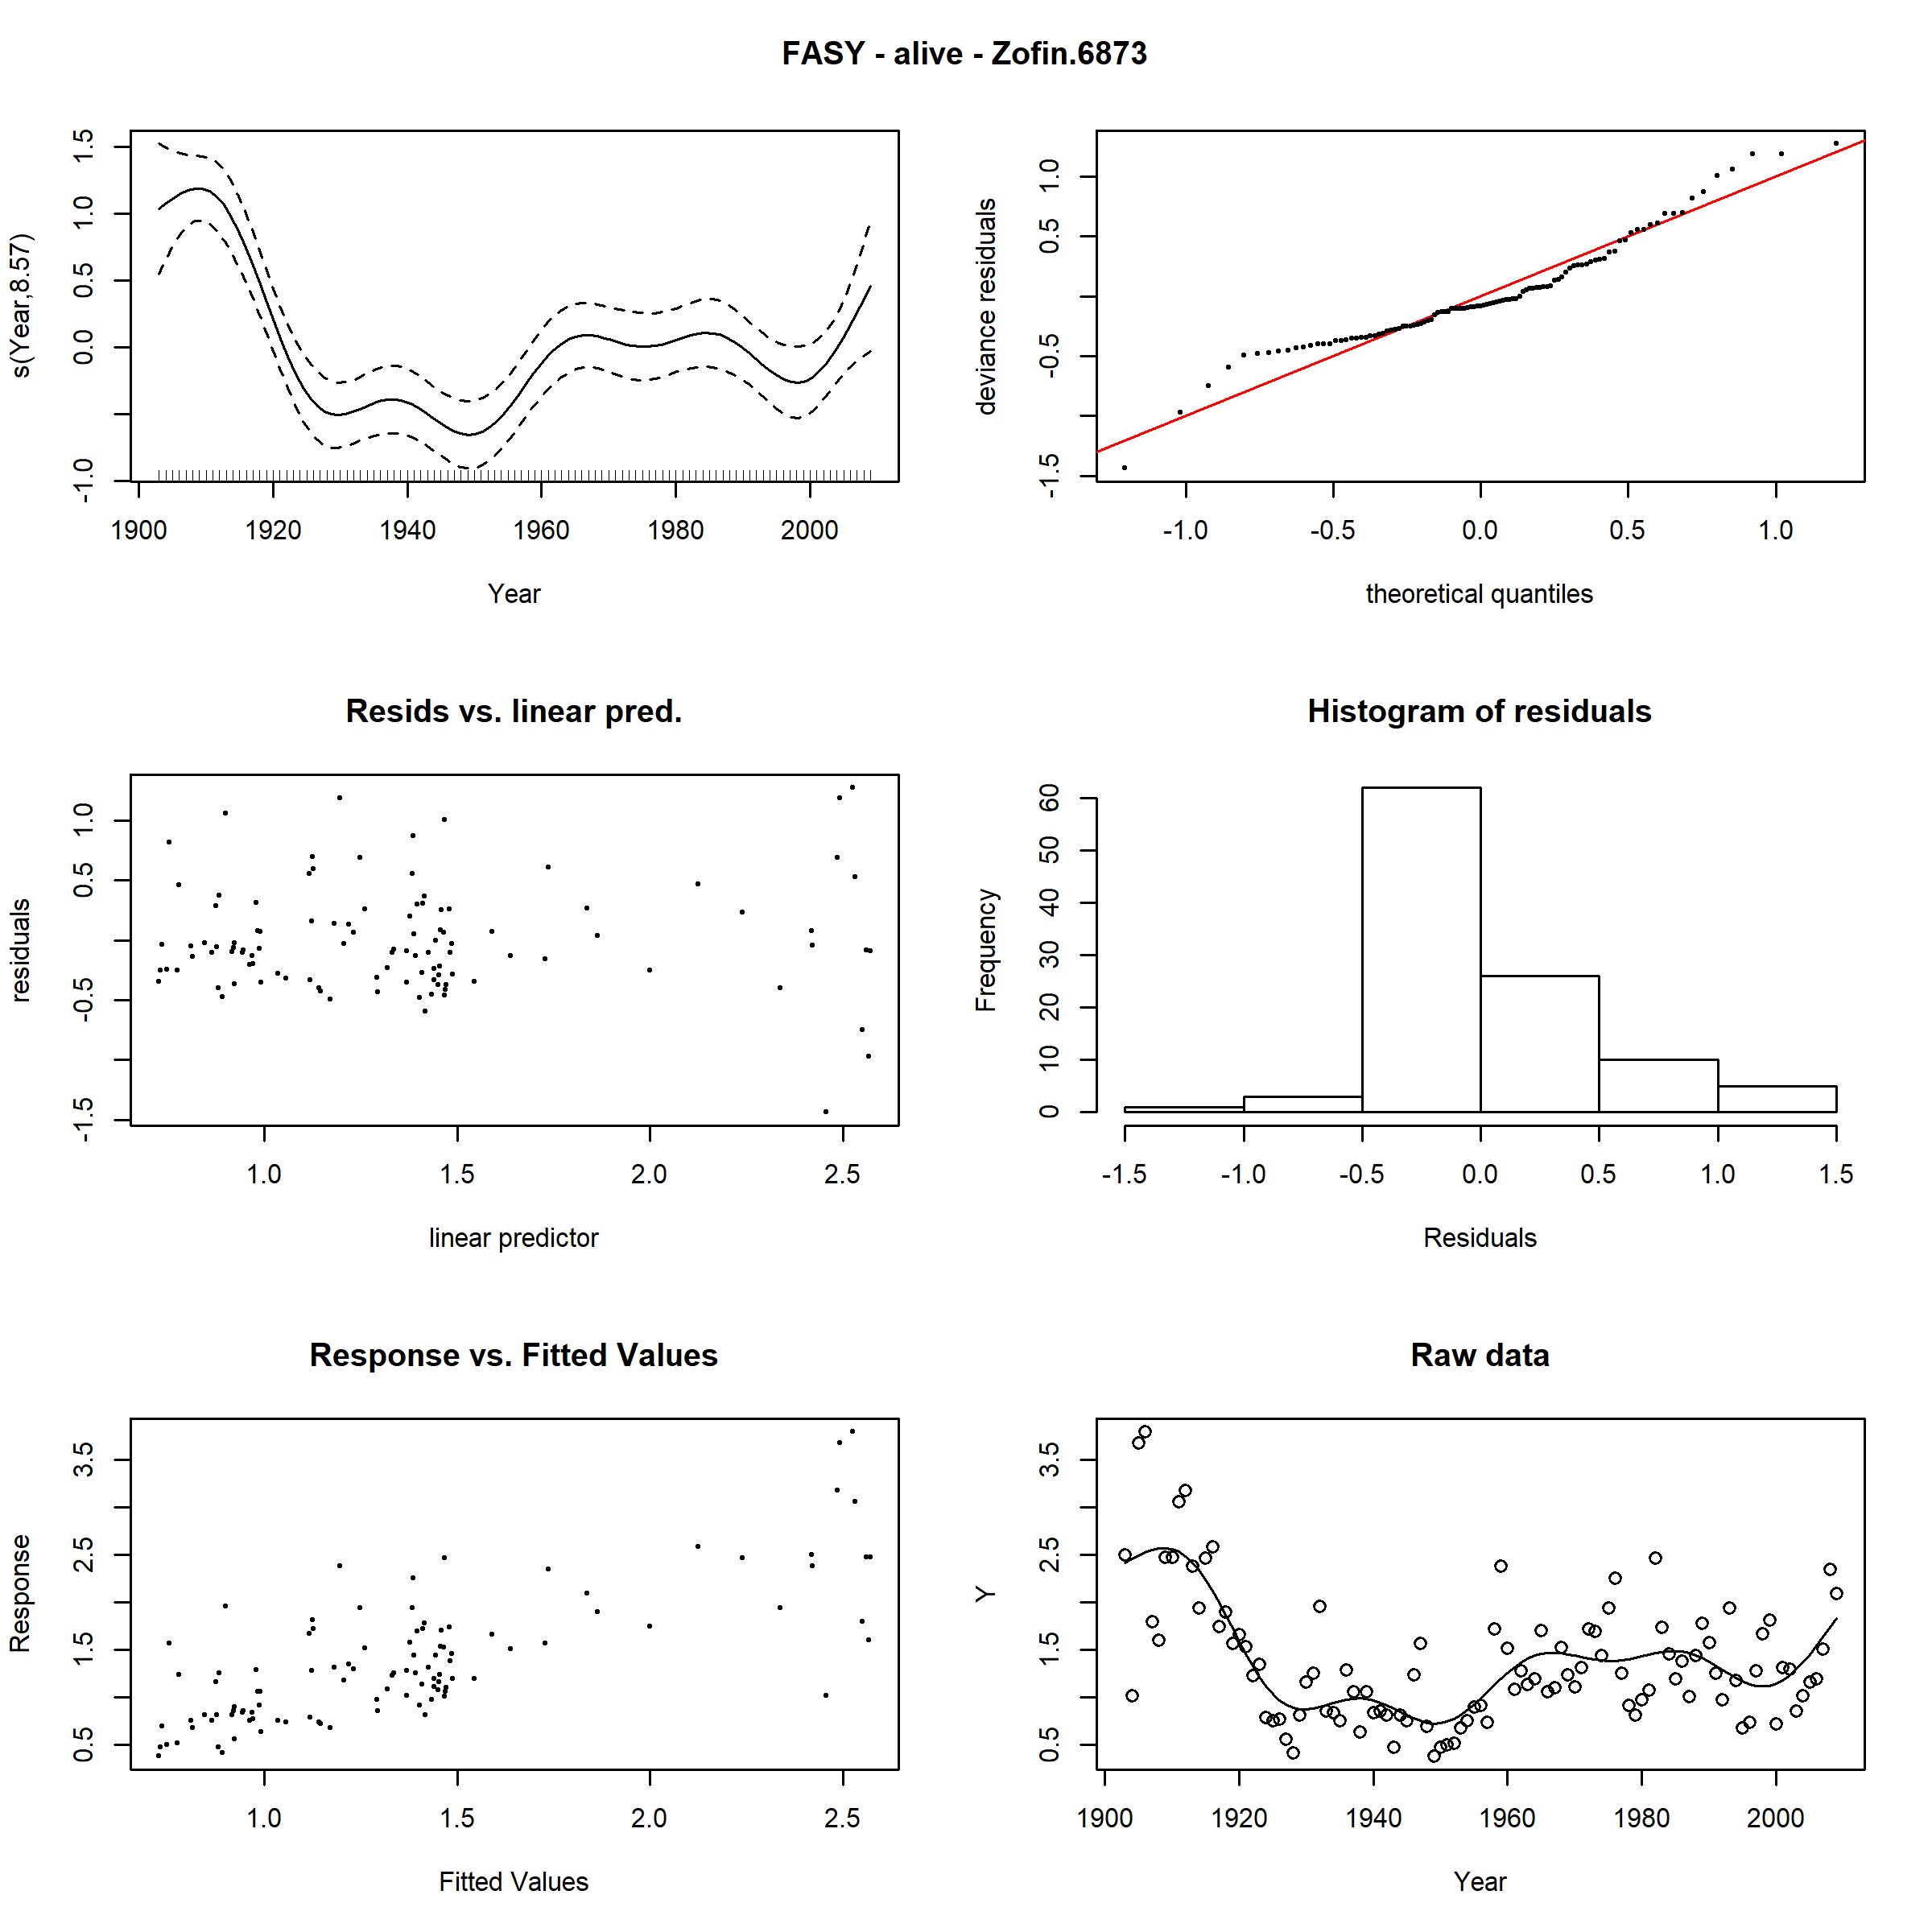 FASY - alive - Zofin.6873
s(Year,8.57)
-1.0 0.0 0.5 1.0 1.5
1900 1920 1940 1960 1980 2000
Year
deviance residuals
-1.5 -0.5 0.5 1.0
-1.0 -0.5 0.0 0.5 1.0
theoretical quantiles
Resids vs. linear pred.
residuals
-1.5 -0.5 0.5 1.0
1.0 1.5 2.0 2.5
linear predictor
Histogram of residuals
Frequency
0 10 20 30 40 50 60
-1.5 -1.0 -0.5 0.0 0.5 1.0 1.5
Residuals
Response vs. Fitted Values
Response
0.5 1.5 2.5 3.5
1.0 1.5 2.0 2.5
Fitted Values
Raw data
Y
0.5 1.5 2.5 3.5
1900 1920 1940 1960 1980 2000
Year